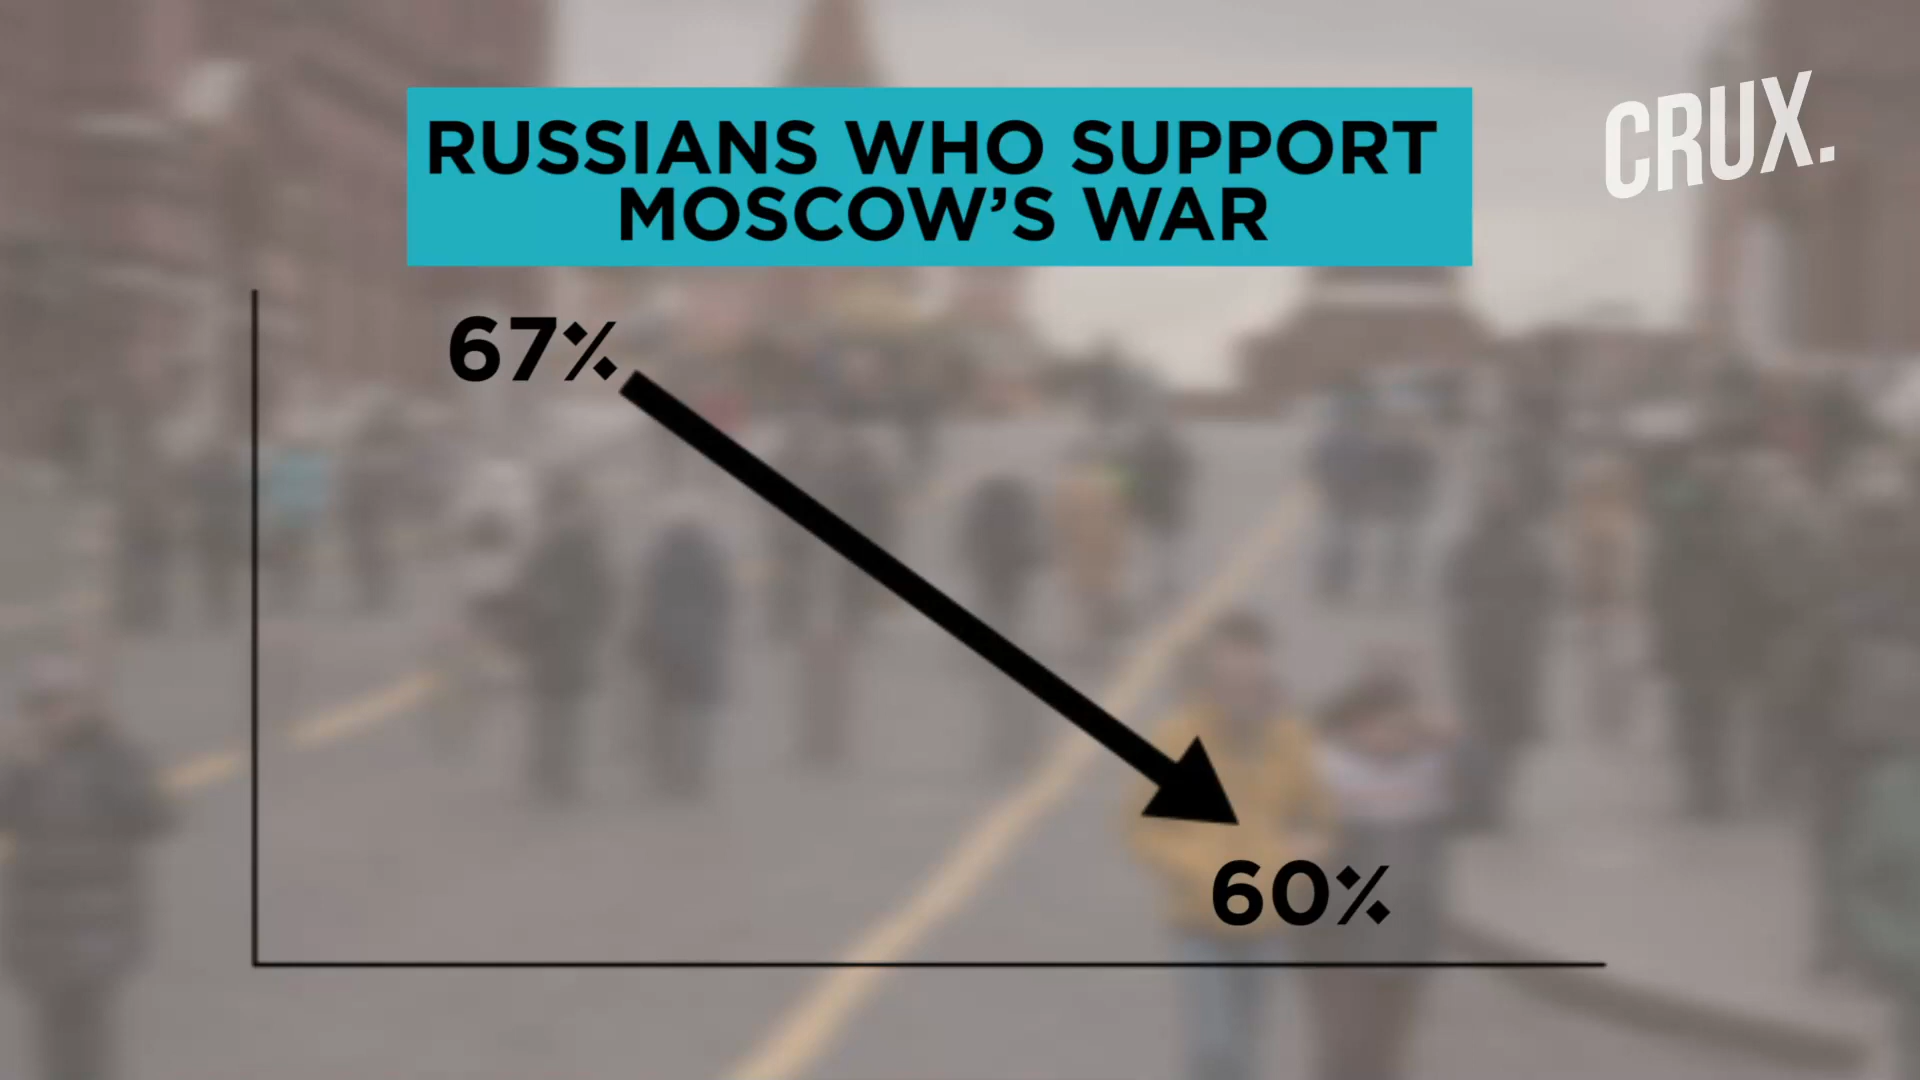 RUSSIANS WHO SUPPORT
MOSCOW'S WAR
CRUX.
67%
60%